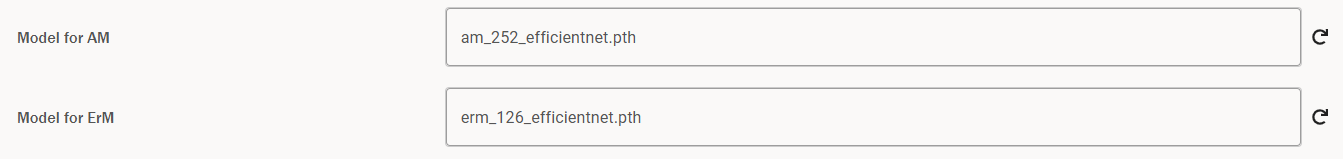 Model for AM
am_252_efficientnet.pth
Model for ErM
erm_126_efficientnet.pth